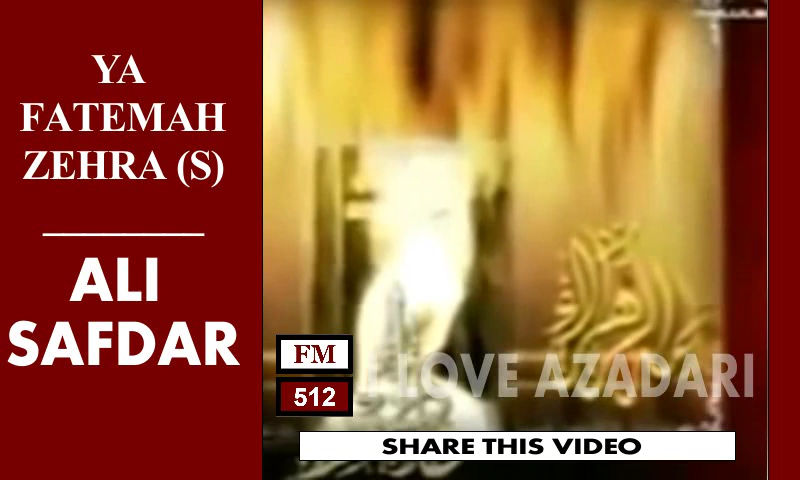 YA
FATEMAH
ZEHRA (S)
ALI
SAFDAR
FM
512
I LOVE AZADARI
SHARE THIS VIDEO